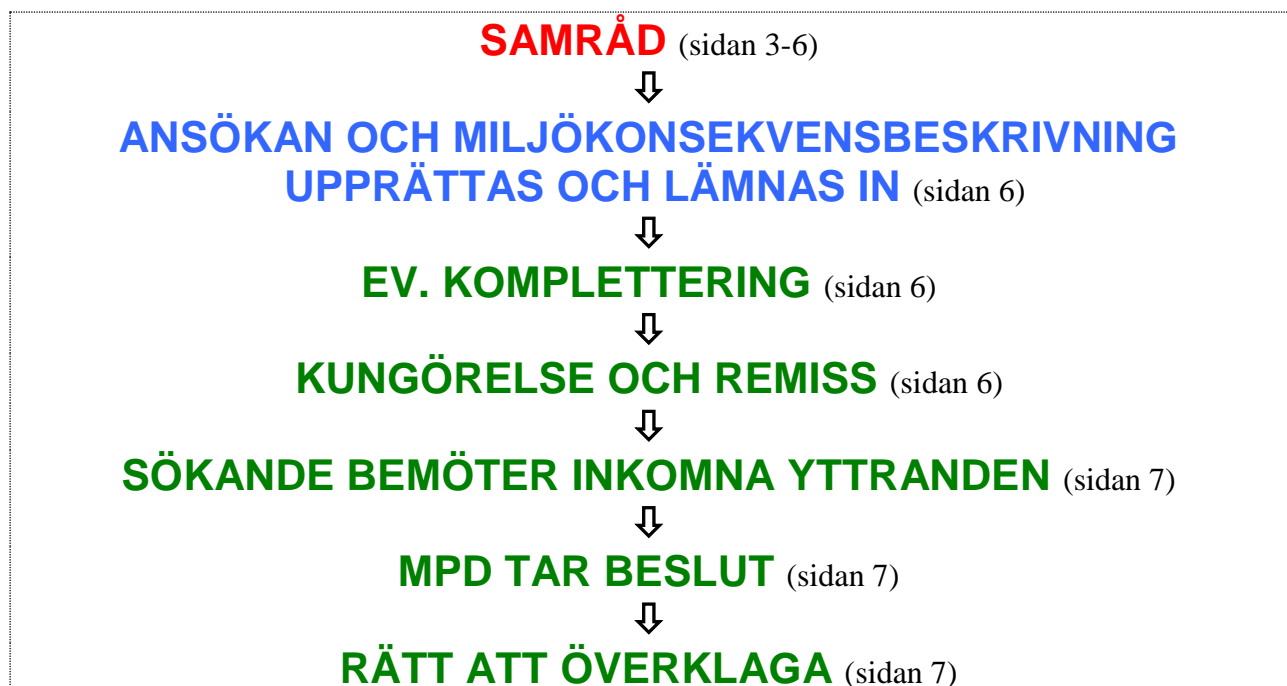 SAMRÅD (sidan 3-6)
⇩
ANSÖKAN OCH MILJÖKONSEKVENSBESKRIVNING
UPPRÄTTAS OCH LÄMNAS IN (sidan 6)
⇩
EV. KOMPLETTERING (sidan 6)
⇩
KUNGÖRELSE OCH REMISS (sidan 6)
⇩
SÖKANDE BEMÖTER INKOMNA YTTRANDEN (sidan 7)
⇩
MPD TAR BESLUT (sidan 7)
⇩
RÄTT ATT ÖVERKLAGA (sidan 7)